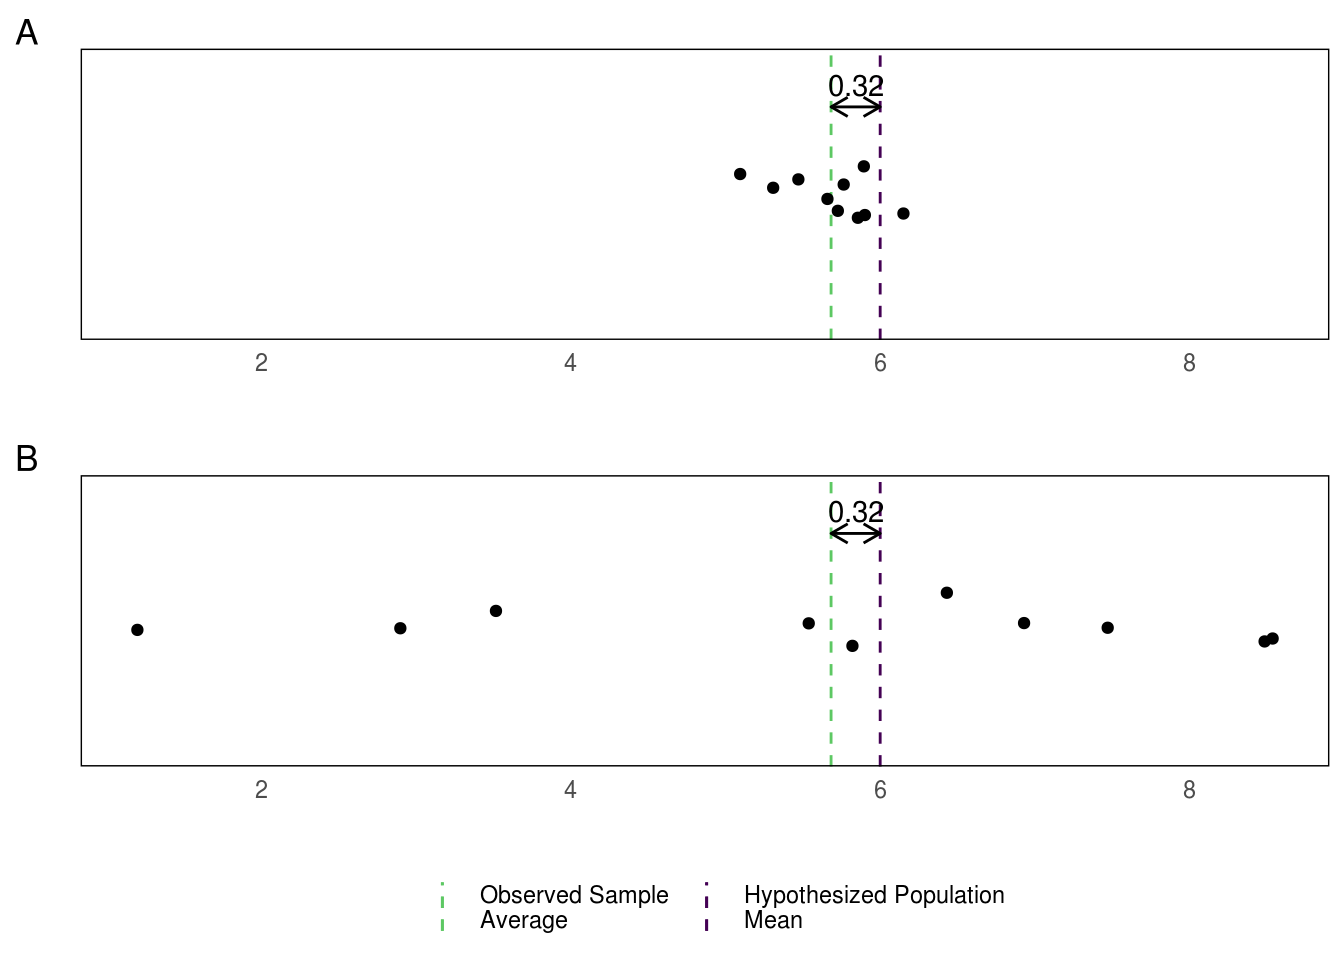 A
0.32
2 4 6 8
B
0.32
2 4 6 8
Observed Sample Average
Hypothesized Population Mean